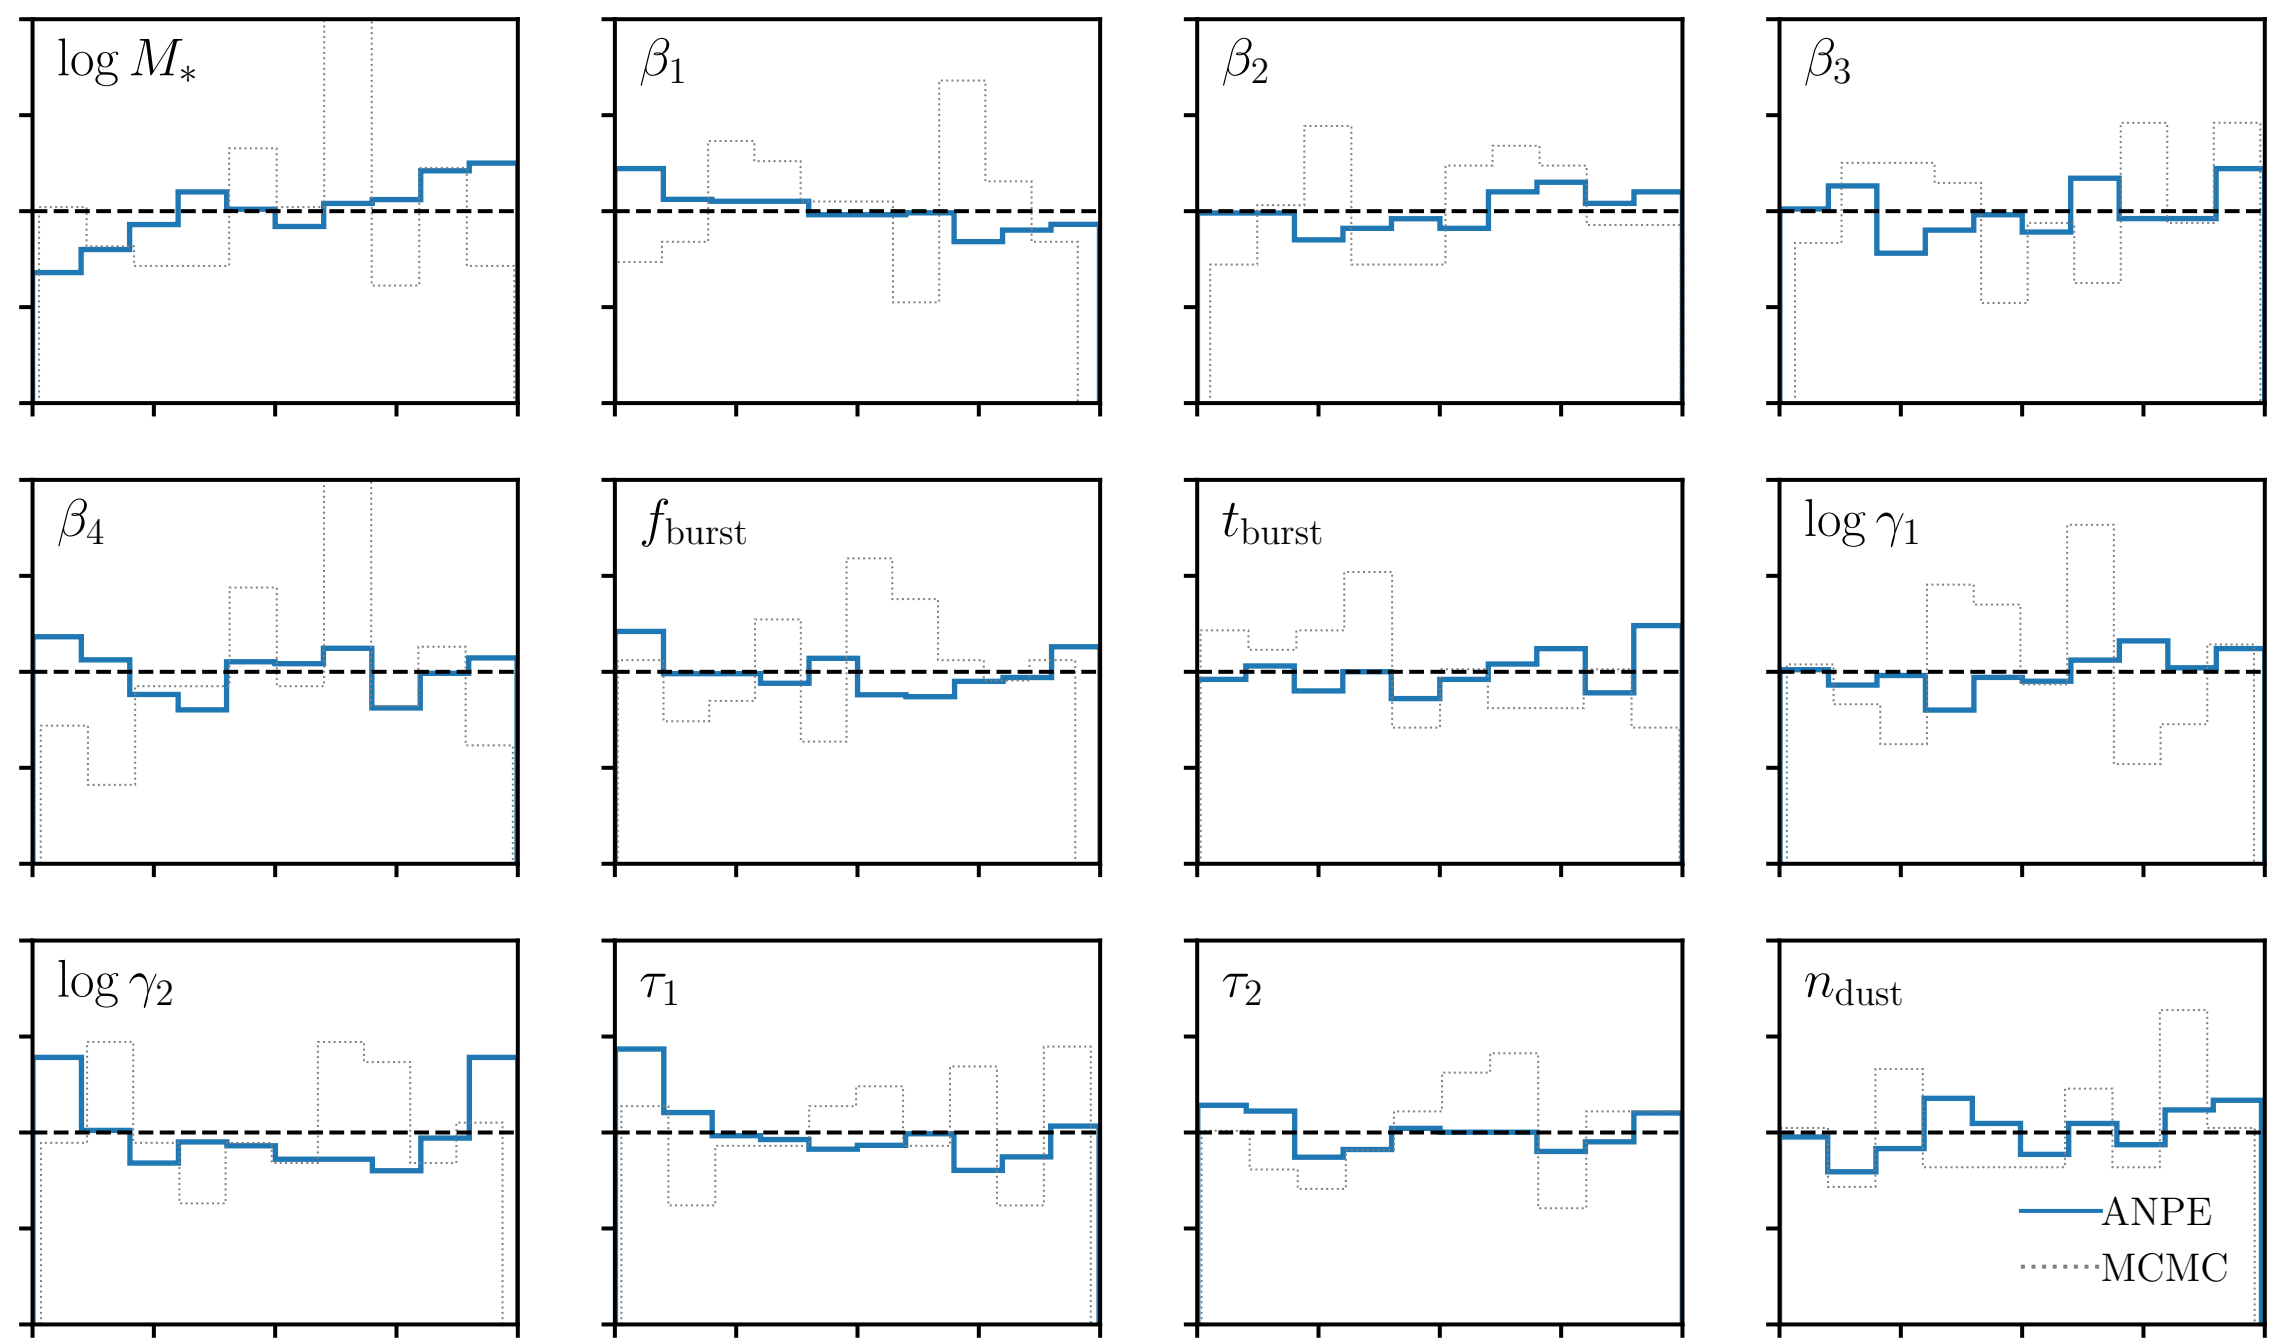 log M*
β1
β2
β3
β4
fburst
tburst
log γ1
log γ2
τ1
τ2
ndust
ANPE
MCMC